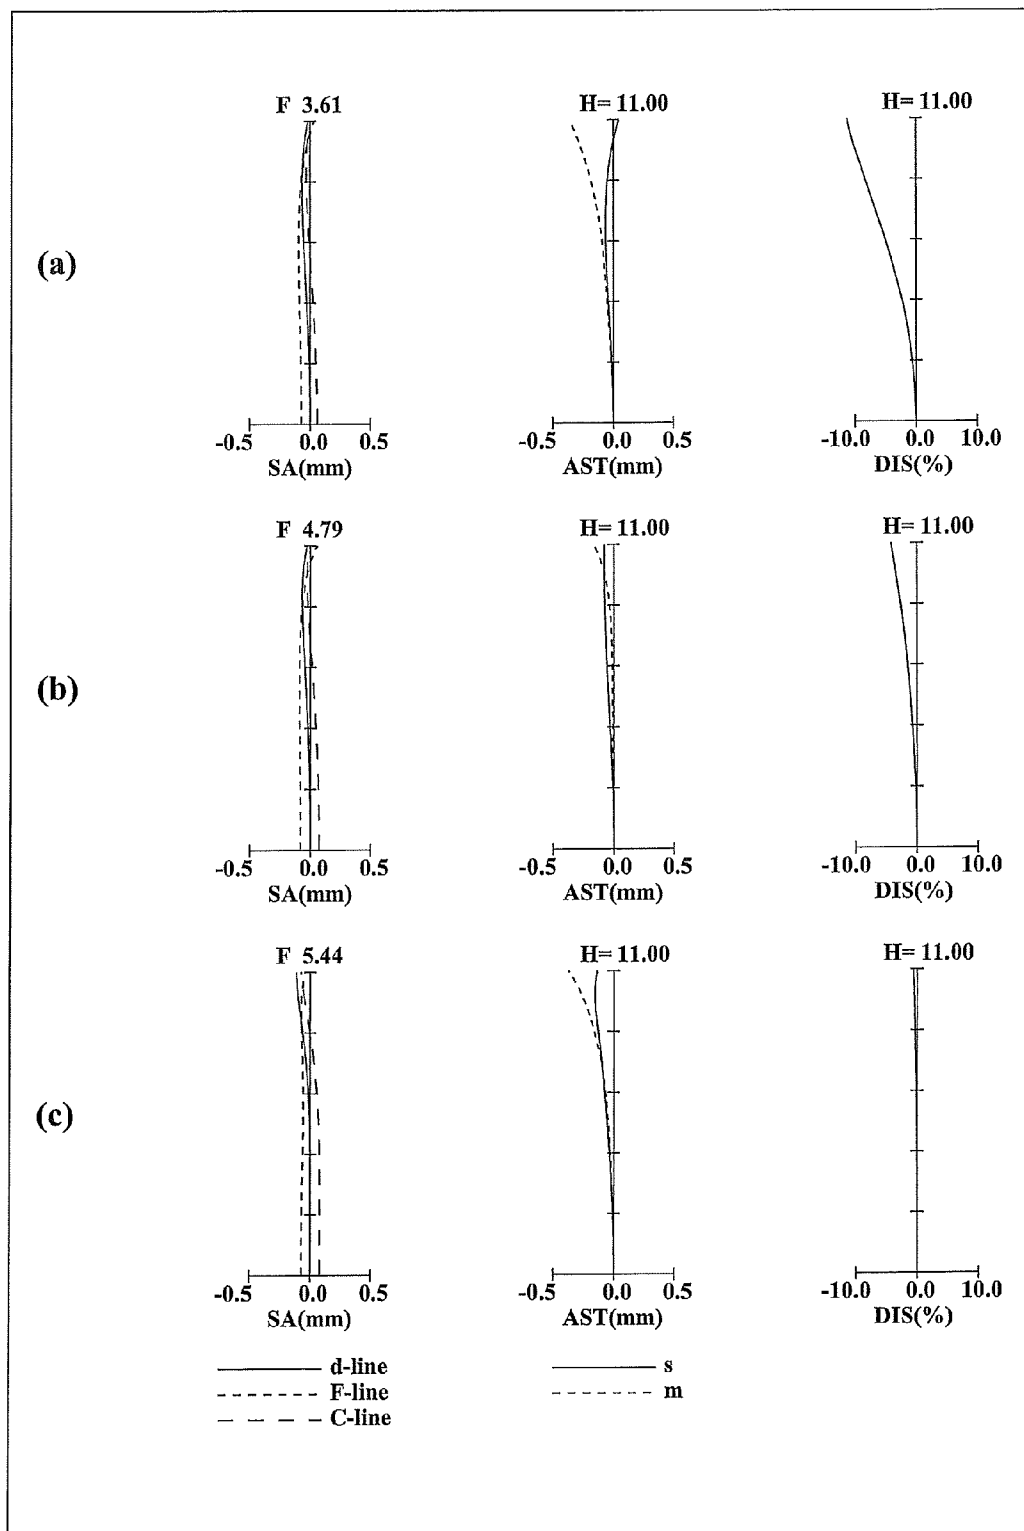 F 3.61 H= 11.00 H= 11.00
(a)
-0.5 0.0 0.5 -0.5 0.0 0.5 -10.0 0.0 10.0
SA(mm) AST(mm) DIS(%)
F 4.79 H= 11.00 H= 11.00
(b)
-0.5 0.0 0.5 -0.5 0.0 0.5 -10.0 0.0 10.0
SA(mm) AST(mm) DIS(%)
F 5.44 H= 11.00 H= 11.00
(c)
-0.5 0.0 0.5 -0.5 0.0 0.5 -10.0 0.0 10.0
SA(mm) AST(mm) DIS(%)
d-line s
F-line m
C-line